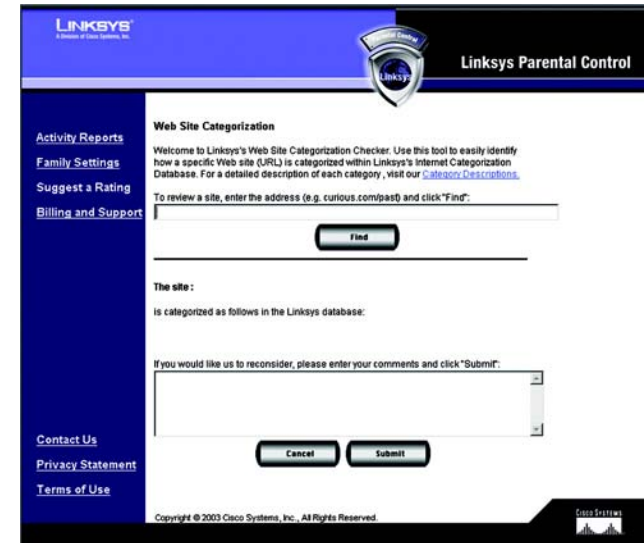 LINKSYS®
A Division of Cisco Systems, Inc.
Parental Control
Linksys
Linksys Parental Control
Activity Reports
Family Settings
Suggest a Rating
Billing and Support
Web Site Categorization
Welcome to Linksys's Web Site Categorization Checker. Use this tool to easily identify
how a specific Web site (URL) is categorized within Linksys's Internet Categorization
Database. For a detailed description of each category , visit our Category Descriptions.
To review a site, enter the address (e.g. curious.com/past) and click "Find":
Find
The site :
is categorized as follows in the Linksys database:
If you would like us to reconsider, please enter your comments and click "Submit":
Cancel
Submit
Contact Us
Privacy Statement
Terms of Use
Copyright © 2003 Cisco Systems, Inc., All Rights Reserved.
CISCO SYSTEMS